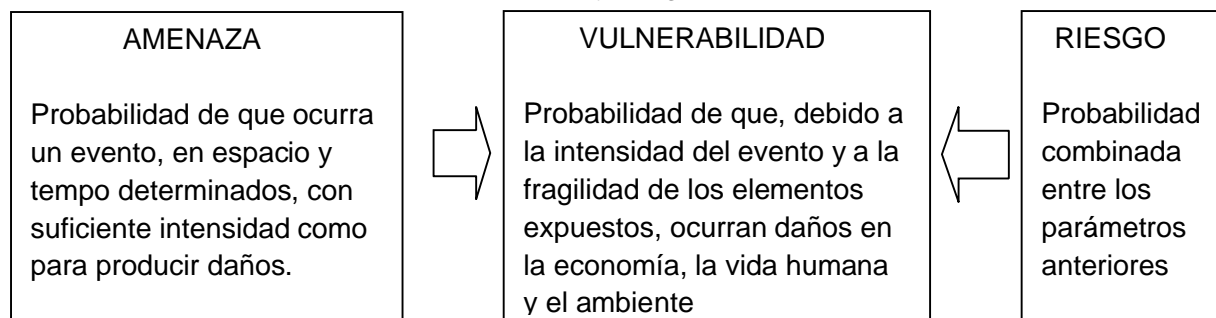 AMENAZA
Probabilidad de que ocurra
un evento, en espacio y
tempo determinados, con
suficiente intensidad como
para producir daños.
VULNERABILIDAD
Probabilidad de que, debido a
la intensidad del evento y a la
fragilidad de los elementos
expuestos, ocurran daños en
la economía, la vida humana
y el ambiente
RIESGO
Probabilidad
combinada
entre los
parámetros
anteriores